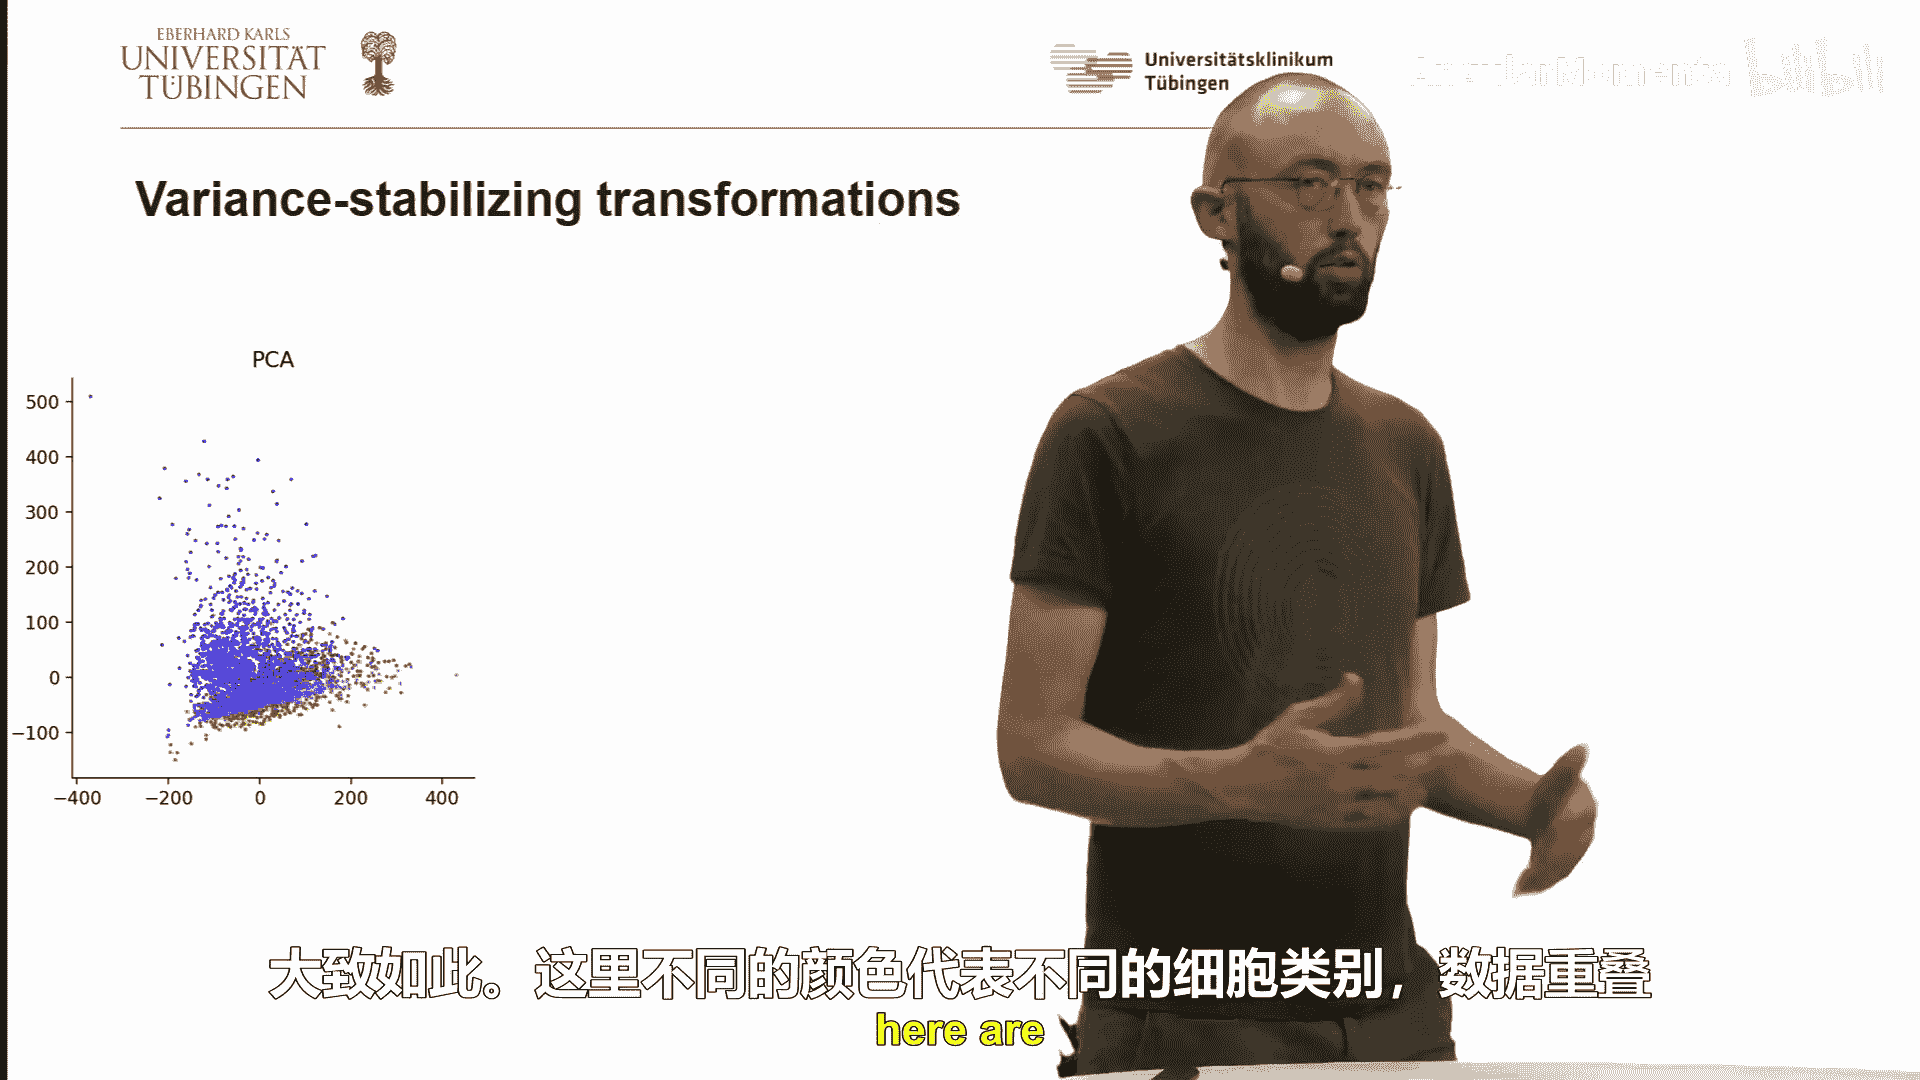 EBERHARD KARLS
UNIVERSITÄT
TÜBINGEN
Universitätsklinikum
Tübingen
AngularMomenta bilibili
Variance-stabilizing transformations
PCA
500
400
300
200
100
0
−100
−400 −200 0 200 400
大致如此。这里不同的颜色代表不同的细胞类别，数据重叠
here are